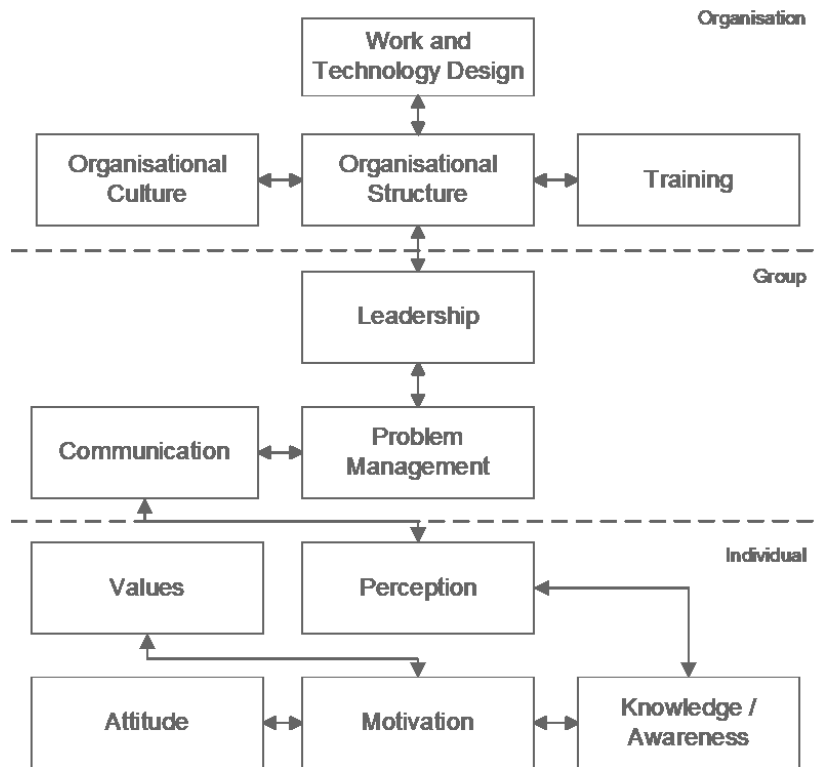 Organisation
Work and
Technology Design
Organisational
Culture
Organisational
Structure
Training
Group
Leadership
Communication
Problem
Management
Individual
Values
Perception
Attitude
Motivation
Knowledge /
Awareness